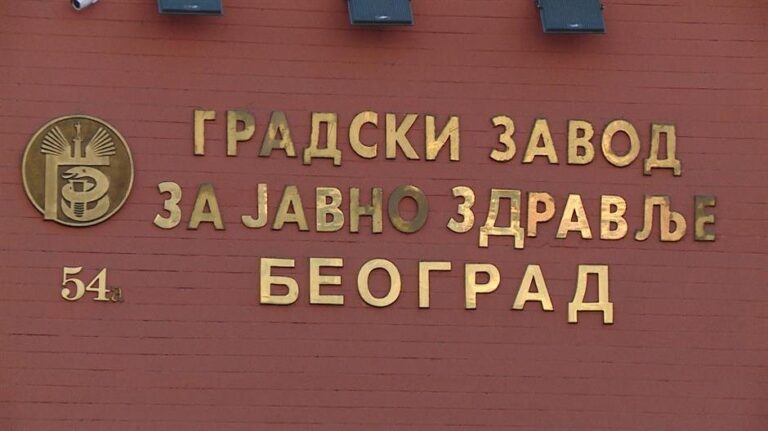 ГРАДСКИ ЗАВОД
ЗА ЈАВНО ЗДРАВЉЕ
БЕОГРАД
54а